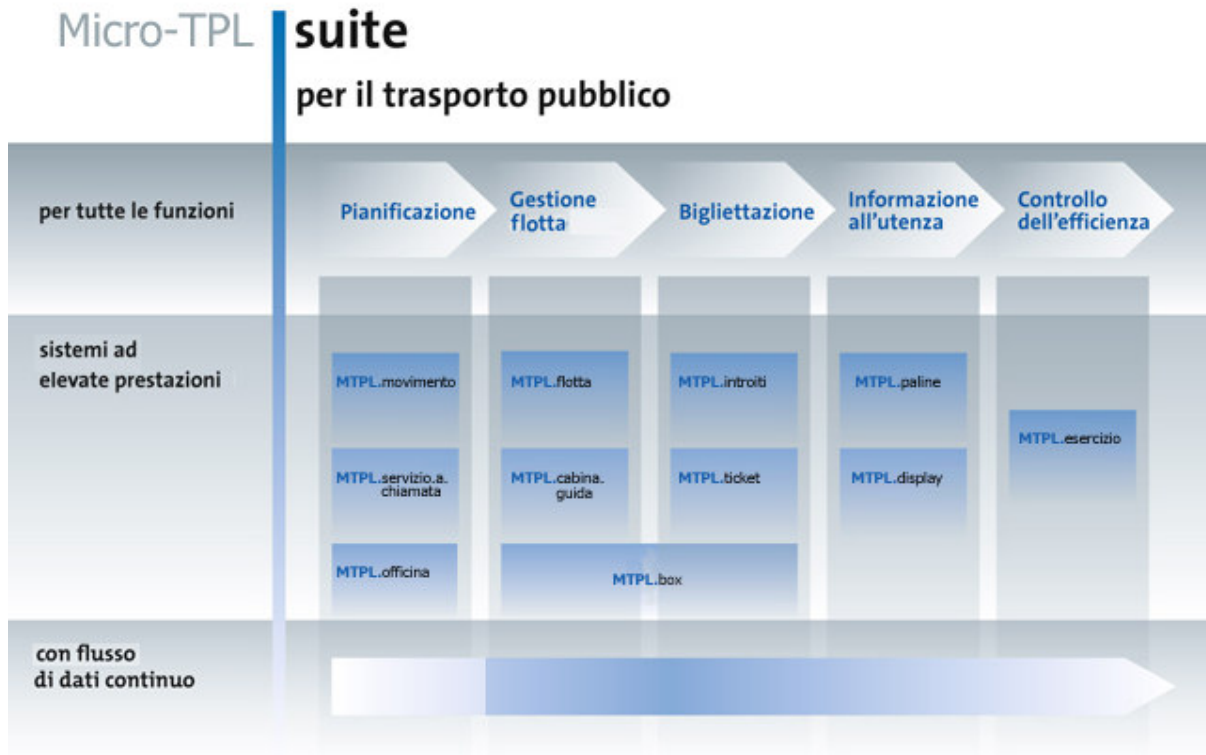 Micro-TPL suite
per il trasporto pubblico
per tutte le funzioni
Pianificazione
Gestione
flotta
Bigliettazione
Informazione
all'utenza
Controllo
dell'efficienza
sistemi ad
elevate prestazioni
MTPL.movimento
MTPL.flotta
MTPL.introiti
MTPL.paline
MTPL.esercizio
MTPL.servizio.a.
chiamata
MTPL.cabina.
guida
MTPL.ticket
MTPL.display
MTPL.officina
MTPL.box
con flusso
di dati continuo